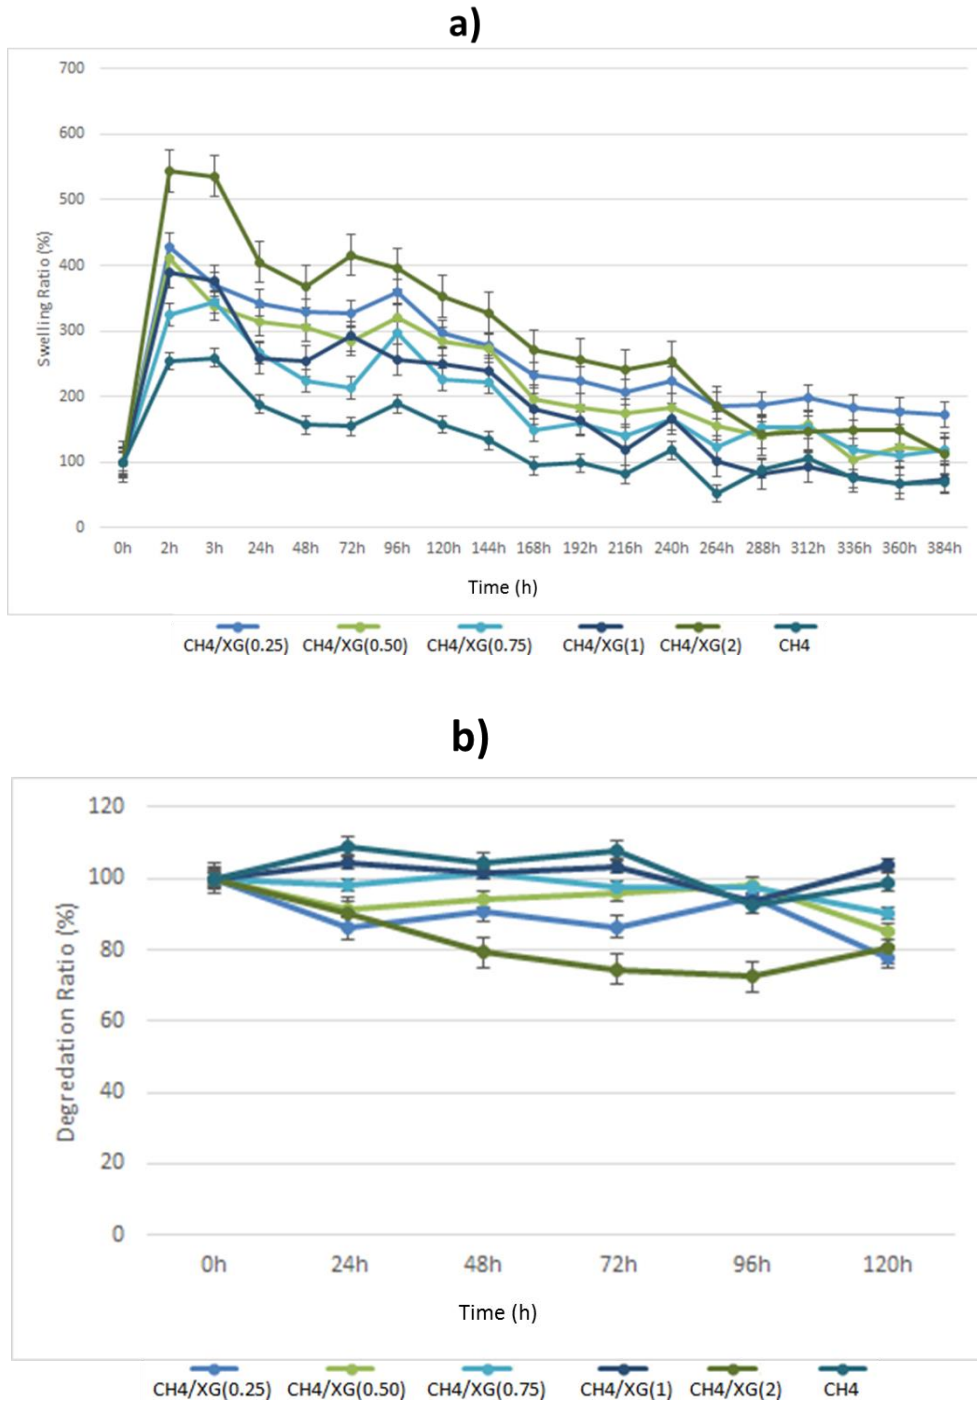 a)
700
600
500
400
300
200
100
0
Swelling Ratio (%)
0h 2h 3h 24h 48h 72h 96h 120h 144h 168h 192h 216h 240h 264h 288h 312h 336h 360h 384h
Time (h)
CH4/XG(0.25) CH4/XG(0.50) CH4/XG(0.75) CH4/XG(1) CH4/XG(2) CH4
b)
120
100
80
60
40
20
0
Degredation Ratio (%)
0h 24h 48h 72h 96h 120h
Time (h)
CH4/XG(0.25) CH4/XG(0.50) CH4/XG(0.75) CH4/XG(1) CH4/XG(2) CH4